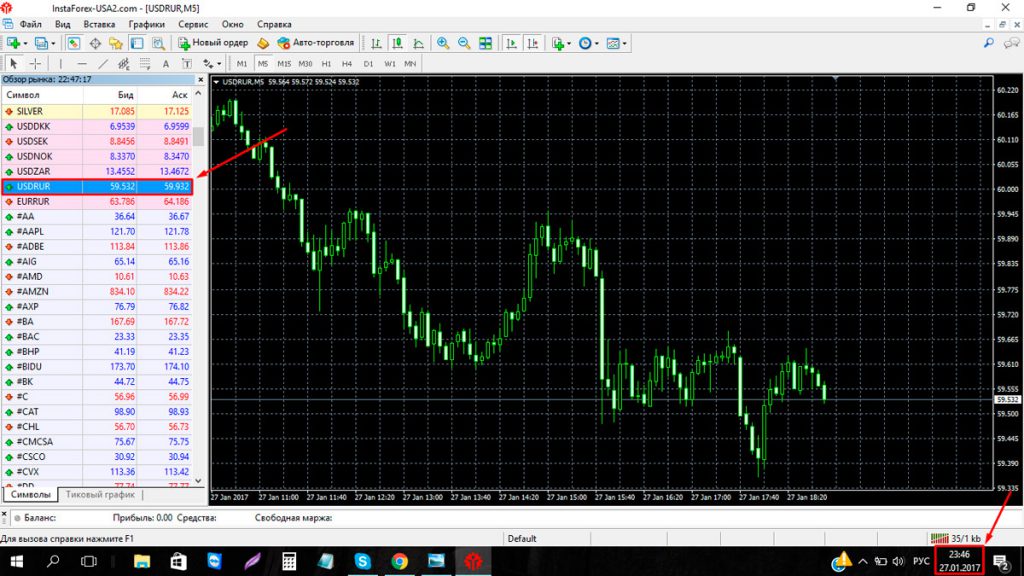 InstaForex-USA2.com - [USDRUR,M5]
Файл Вид Вставка Графики Сервис Окно Справка
Новый ордер Авто-торговля
M1 M5 M15 M30 H1 H4 D1 W1 MN
Обзор рынка: 22:47:17
Символ Бид Аск
SILVER 17.085 17.125
USDDKK 6.9539 6.9599
USDSEK 8.8456 8.8491
USDNOK 8.3370 8.3470
USDZAR 13.4552 13.4672
USDRUR 59.532 59.932
EURRUR 63.786 64.186
#AA 36.64 36.67
#AAPL 121.70 121.78
#ADBE 113.84 113.86
#AIG 65.14 65.16
#AMD 10.61 10.63
#AMZN 834.10 834.22
#AXP 76.79 76.82
#BA 167.69 167.72
#BAC 23.33 23.35
#BHP 41.19 41.23
#BIDU 173.70 174.10
#BK 44.72 44.75
#C 56.96 56.99
#CAT 98.90 98.93
#CHL 56.70 56.73
#CMCSA 75.67 75.75
#CSCO 30.92 30.94
#CVX 113.36 113.42
Символы Тиковый график
USDRUR,M5 59.564 59.572 59.524 59.532
60.220
60.165
60.110
60.055
60.000
59.945
59.890
59.835
59.775
59.720
59.665
59.610
59.555
59.532
59.445
59.390
59.335
27 Jan 2017 27 Jan 11:00 27 Jan 11:40 27 Jan 12:20 27 Jan 13:00 27 Jan 13:40 27 Jan 14:20 27 Jan 15:00 27 Jan 15:40 27 Jan 16:20 27 Jan 17:00 27 Jan 17:40 27 Jan 18:20
Баланс: Прибыль: 0.00 Средства: Свободная маржа:
Для вызова справки нажмите F1 Default 35/1 kb
РУС
23:46
27.01.2017
2